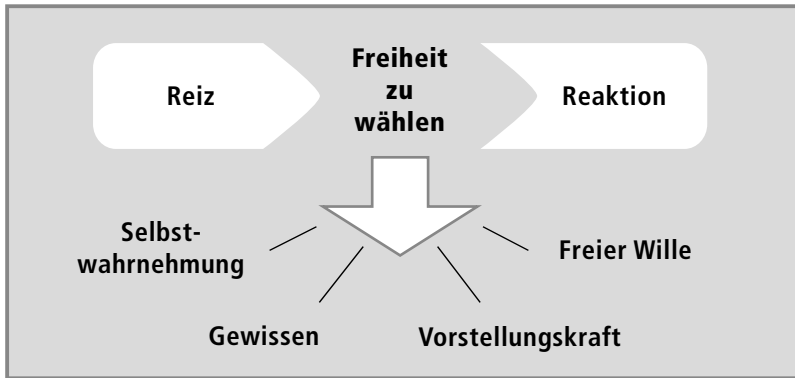 Reiz
Freiheit
zu
wählen
Reaktion
Selbst-
wahrnehmung
Gewissen
Vorstellungskraft
Freier Wille